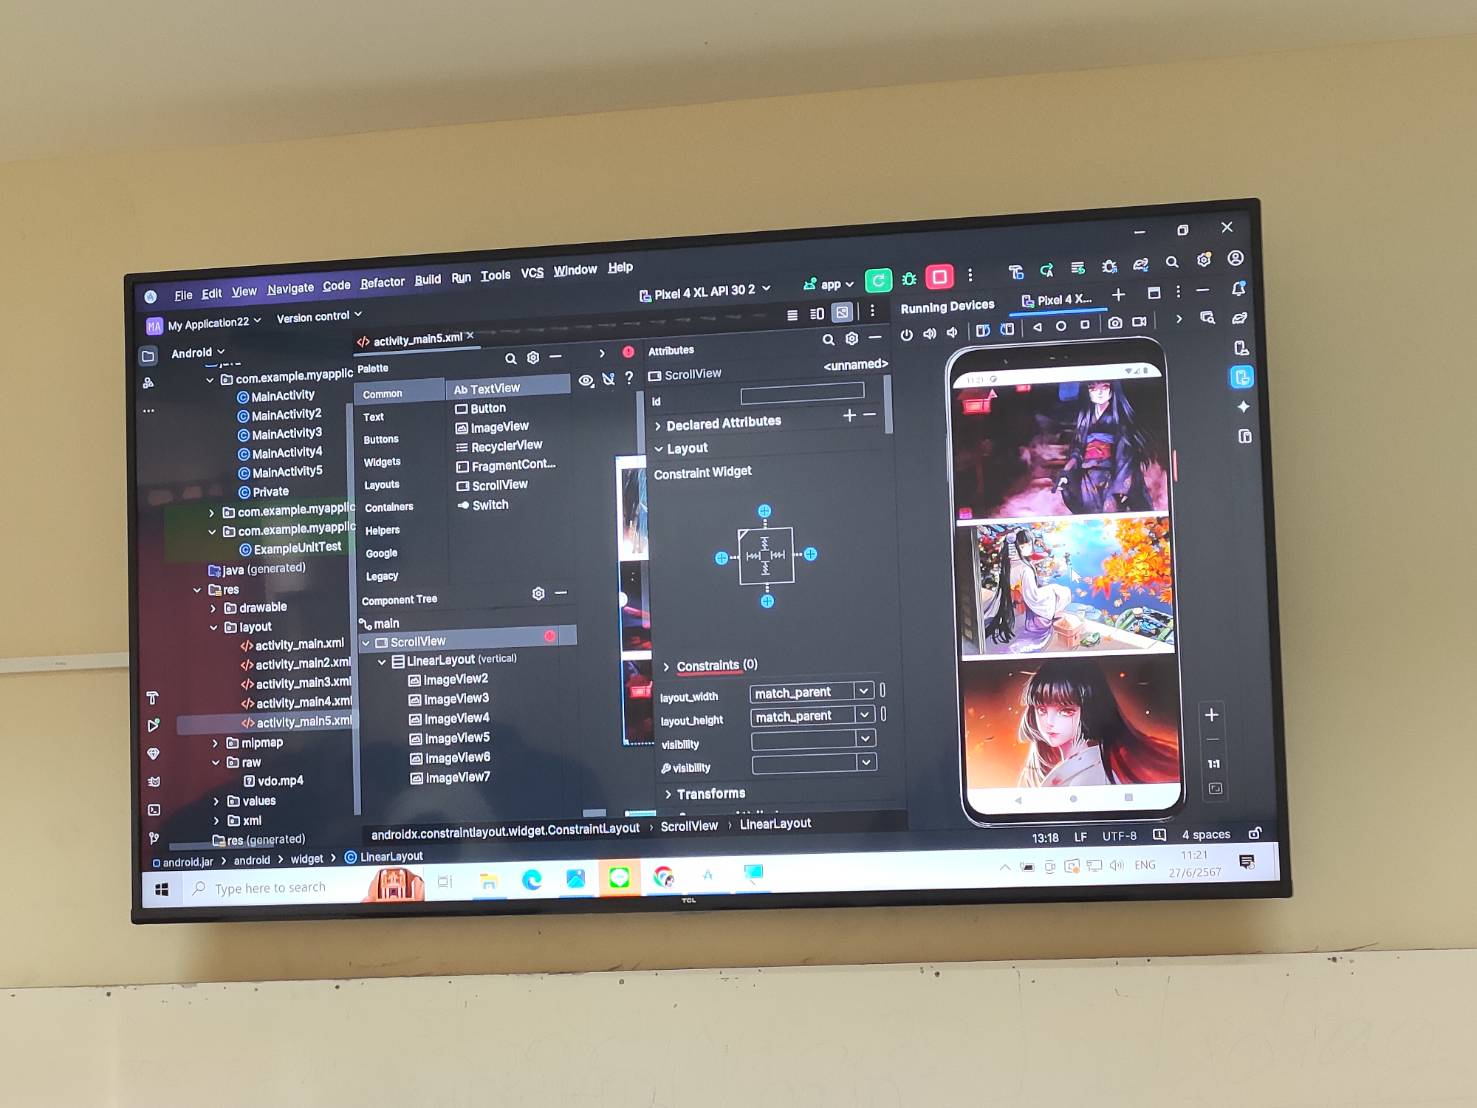 File Edit View Navigate Code Refactor Build Run Tools VCS Window Help
MA My Application22 Version control
Pixel 4 XL API 30 2 app
Android
com.example.myapplic
MainActivity
MainActivity2
MainActivity3
MainActivity4
MainActivity5
Private
com.example.myapplic
com.example.myapplic
ExampleUnitTest
java (generated)
res
drawable
layout
activity_main.xml
activity_main2.xml
activity_main3.xml
activity_main4.xml
activity_main5.xml
mipmap
raw
vdo.mp4
values
xml
res (generated)
activity_main5.xml
Palette
Common
Text
Buttons
Widgets
Layouts
Containers
Helpers
Google
Legacy
Ab TextView
Button
ImageView
RecyclerView
FragmentCont...
ScrollView
Switch
Component Tree
main
ScrollView
LinearLayout (vertical)
ImageView2
ImageView3
ImageView4
ImageView5
ImageView6
ImageView7
Attributes
ScrollView <unnamed>
id
Declared Attributes
Layout
Constraint Widget
Constraints (0)
layout_width match_parent
layout_height match_parent
visibility
visibility
Transforms
Running Devices Pixel 4 X...
11:21
1:1
androidx.constraintlayout.widget.ConstraintLayout > ScrollView > LinearLayout
13:18 LF UTF-8 4 spaces
android.jar > android > widget > LinearLayout
Type here to search
ENG
11:21
27/6/2567
TCL